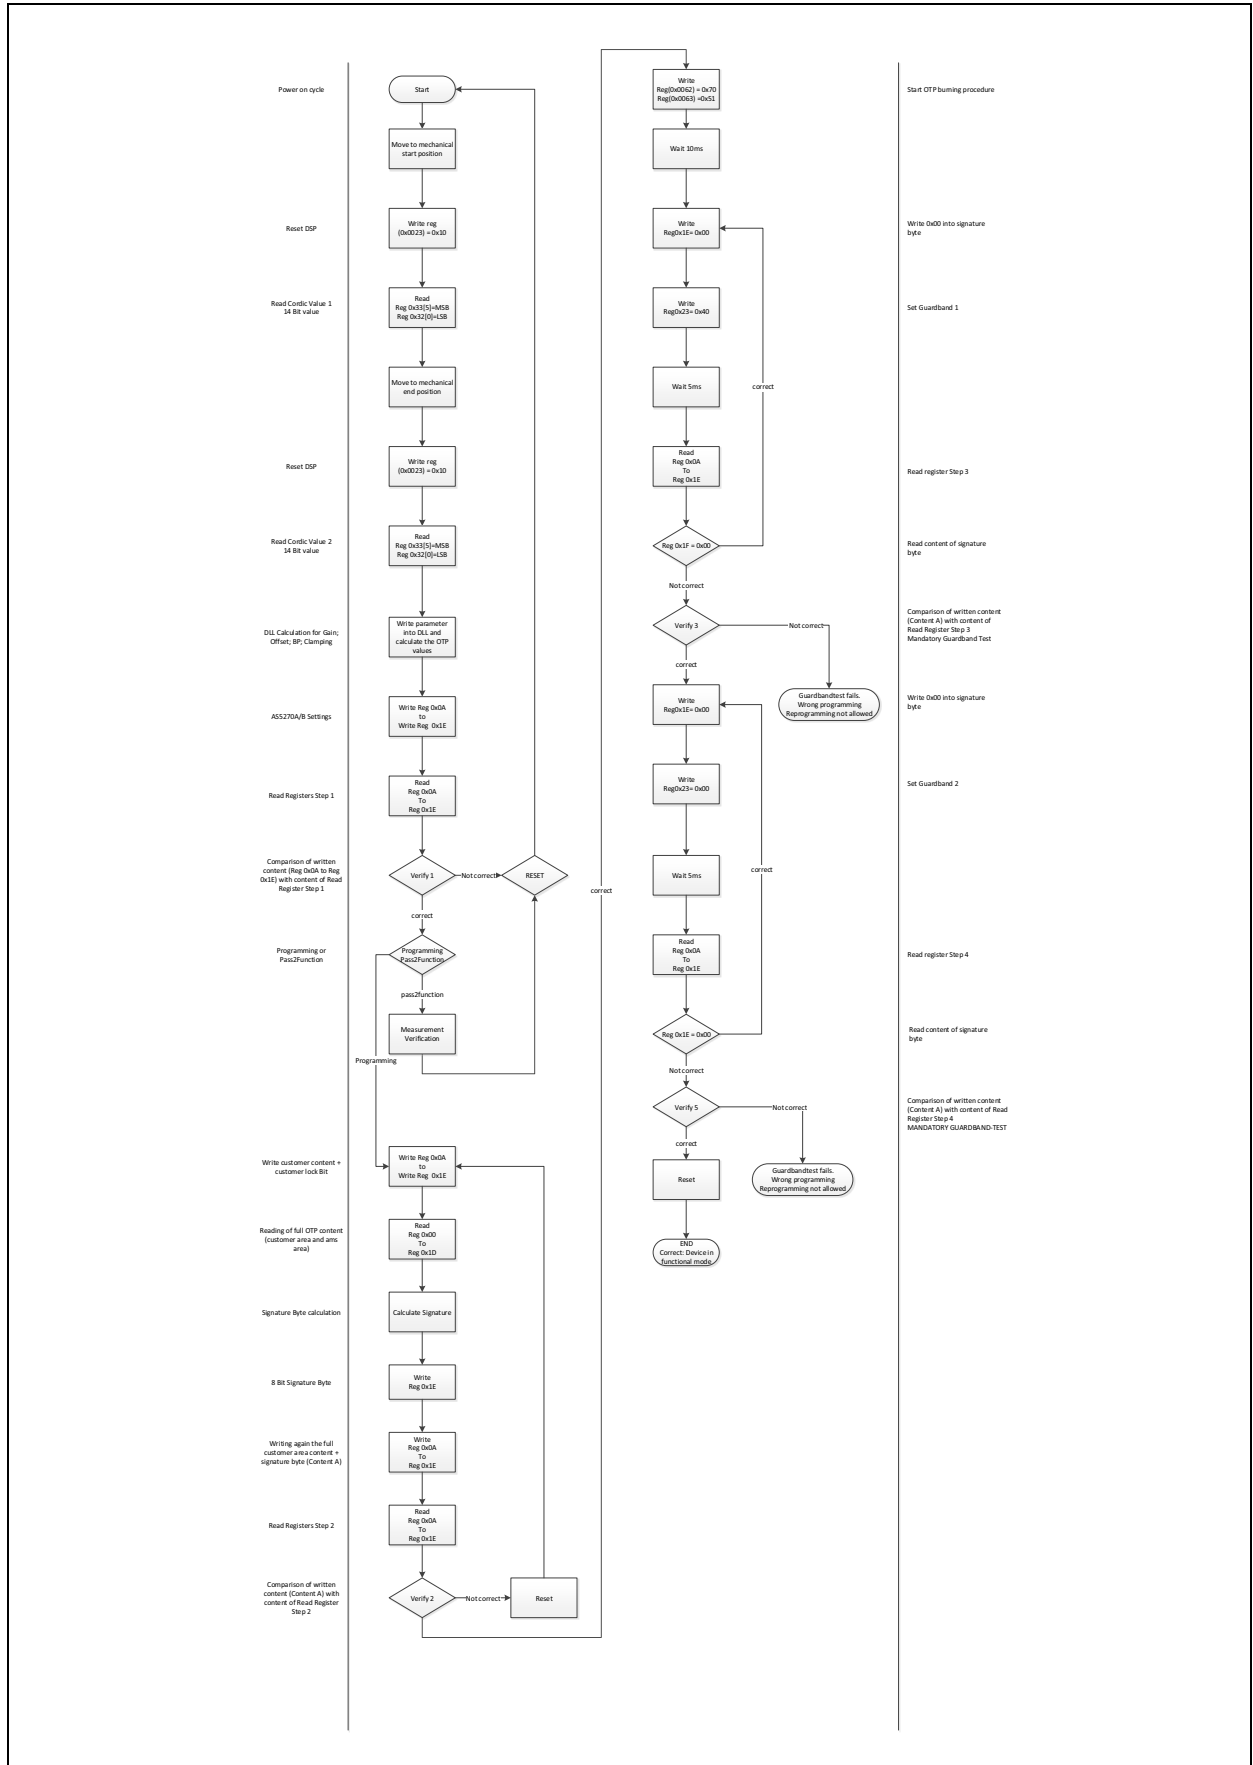 Power on cycle
Start
Move to mechanical
start position
Reset DSP
Write reg
(0x0023) = 0x10
Read Cordic Value 1
14 Bit value
Read
Reg 0x33[5]=MSB
Reg 0x32[0]=LSB
Move to mechanical
end position
Reset DSP
Write reg
(0x0023) = 0x10
Read Cordic Value 2
14 Bit value
Read
Reg 0x33[5]=MSB
Reg 0x32[0]=LSB
DLL Calculation for Gain;
Offset; BP; Clamping
Write parameter
into DLL and
calculate the OTP
values
AS5270A/B Settings
Write Reg 0x0A
to
Write Reg 0x1E
Read Registers Step 1
Read
Reg 0x0A
To
Reg 0x1E
Comparison of written
content (Reg 0x0A to Reg
0x1E) with content of Read
Register Step 1
Verify 1
Not correct
RESET
correct
Programming or
Pass2Function
Programming
Pass2Function
pass2function
Measurement
Verification
Programming
Write customer content +
customer lock Bit
Write Reg 0x0A
to
Write Reg 0x1E
Reading of full OTP content
(customer area and ams
area)
Read
Reg 0x00
To
Reg 0x1D
Signature Byte calculation
Calculate Signature
8 Bit Signature Byte
Write
Reg 0x1E
Writing again the full
customer area content +
signature byte (Content A)
Write
Reg 0x0A
To
Reg 0x1E
Read Registers Step 2
Read
Reg 0x0A
To
Reg 0x1E
Comparison of written
content (Content A) with
content of Read Register
Step 2
Verify 2
Not correct
Reset
correct
Write
Reg(0x0062) = 0x70
Reg(0x0063) =0x51
Start OTP burning procedure
Wait 10ms
Write
Reg0x1E= 0x00
Write 0x00 into signature
byte
Write
Reg0x23= 0x40
Set Guardband 1
Wait 5ms
correct
Read
Reg 0x0A
To
Reg 0x1E
Read register Step 3
Reg 0x1F = 0x00
Read content of signature
byte
Not correct
Verify 3
Not correct
Comparison of written content
(Content A) with content of
Read Register Step 3
Mandatory Guardband Test
correct
Guardbandtest fails.
Wrong programming
Reprogramming not allowed
Write
Reg0x1E= 0x00
Write 0x00 into signature
byte
Write
Reg0x23= 0x00
Set Guardband 2
Wait 5ms
correct
Read
Reg 0x0A
To
Reg 0x1E
Read register Step 4
Reg 0x1E = 0x00
Read content of signature
byte
Not correct
Verify 5
Not correct
Comparison of written content
(Content A) with content of Read
Register Step 4
MANDATORY GUARDBAND-TEST
correct
Reset
Guardbandtest fails.
Wrong programming
Reprogramming not allowed
END
Correct: Device in
functional mode